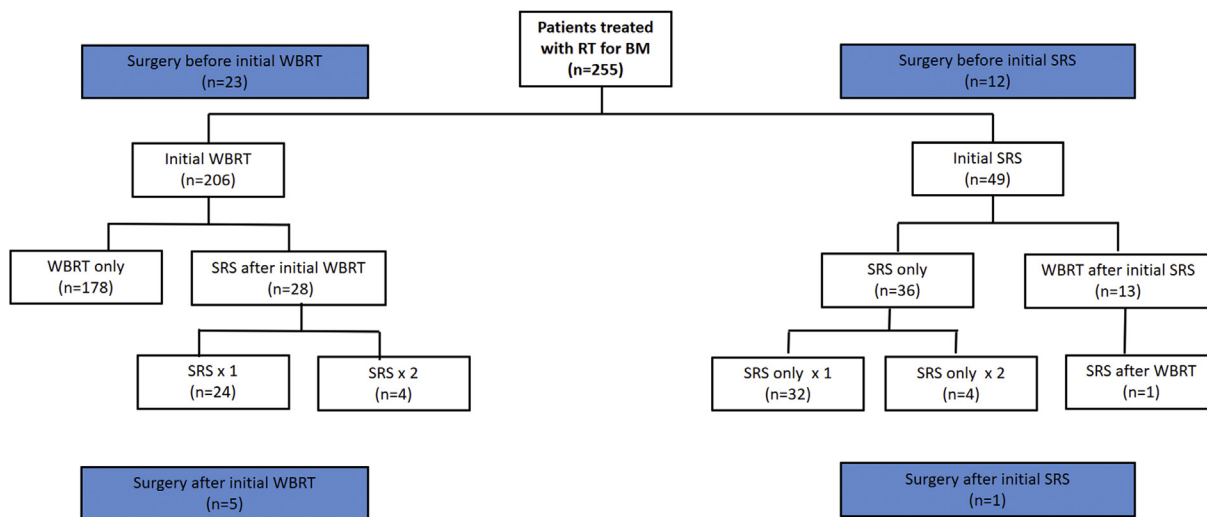 Patients treated
with RT for BM
(n=255)
Surgery before initial WBRT
(n=23)
Surgery before initial SRS
(n=12)
Initial WBRT
(n=206)
Initial SRS
(n=49)
WBRT only
(n=178)
SRS after initial WBRT
(n=28)
SRS only
(n=36)
WBRT after initial SRS
(n=13)
SRS x 1
(n=24)
SRS x 2
(n=4)
SRS only x 1
(n=32)
SRS only x 2
(n=4)
SRS after WBRT
(n=1)
Surgery after initial WBRT
(n=5)
Surgery after initial SRS
(n=1)